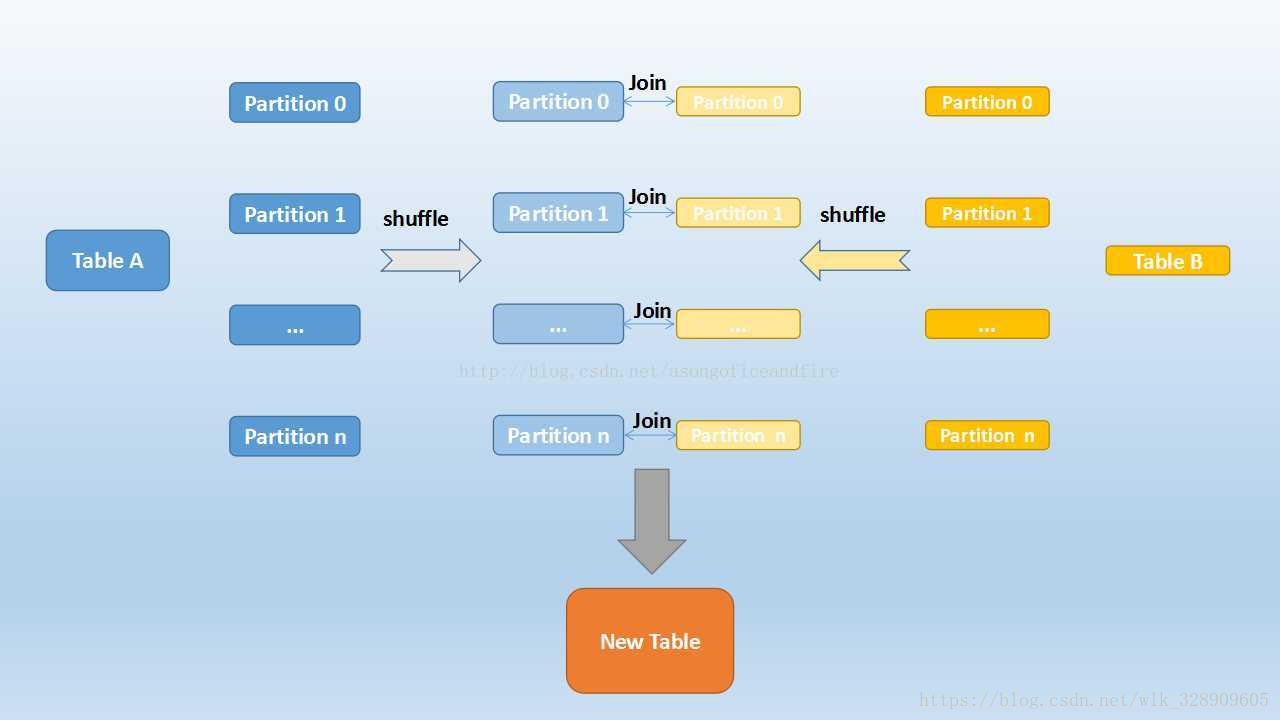 Join
Partition 0
Partition 0
Partition 0
Partition 0
Join
Partition 1
shuffle
Partition 1
Partition 1
shuffle
Partition 1
Table A
Table B
Join
...
...
...
...
http://blog.csdn.net/asongoficeandfire
Join
Partition n
Partition n
Partition n
Partition n
New Table
https://blog.csdn.net/wlk_328909605